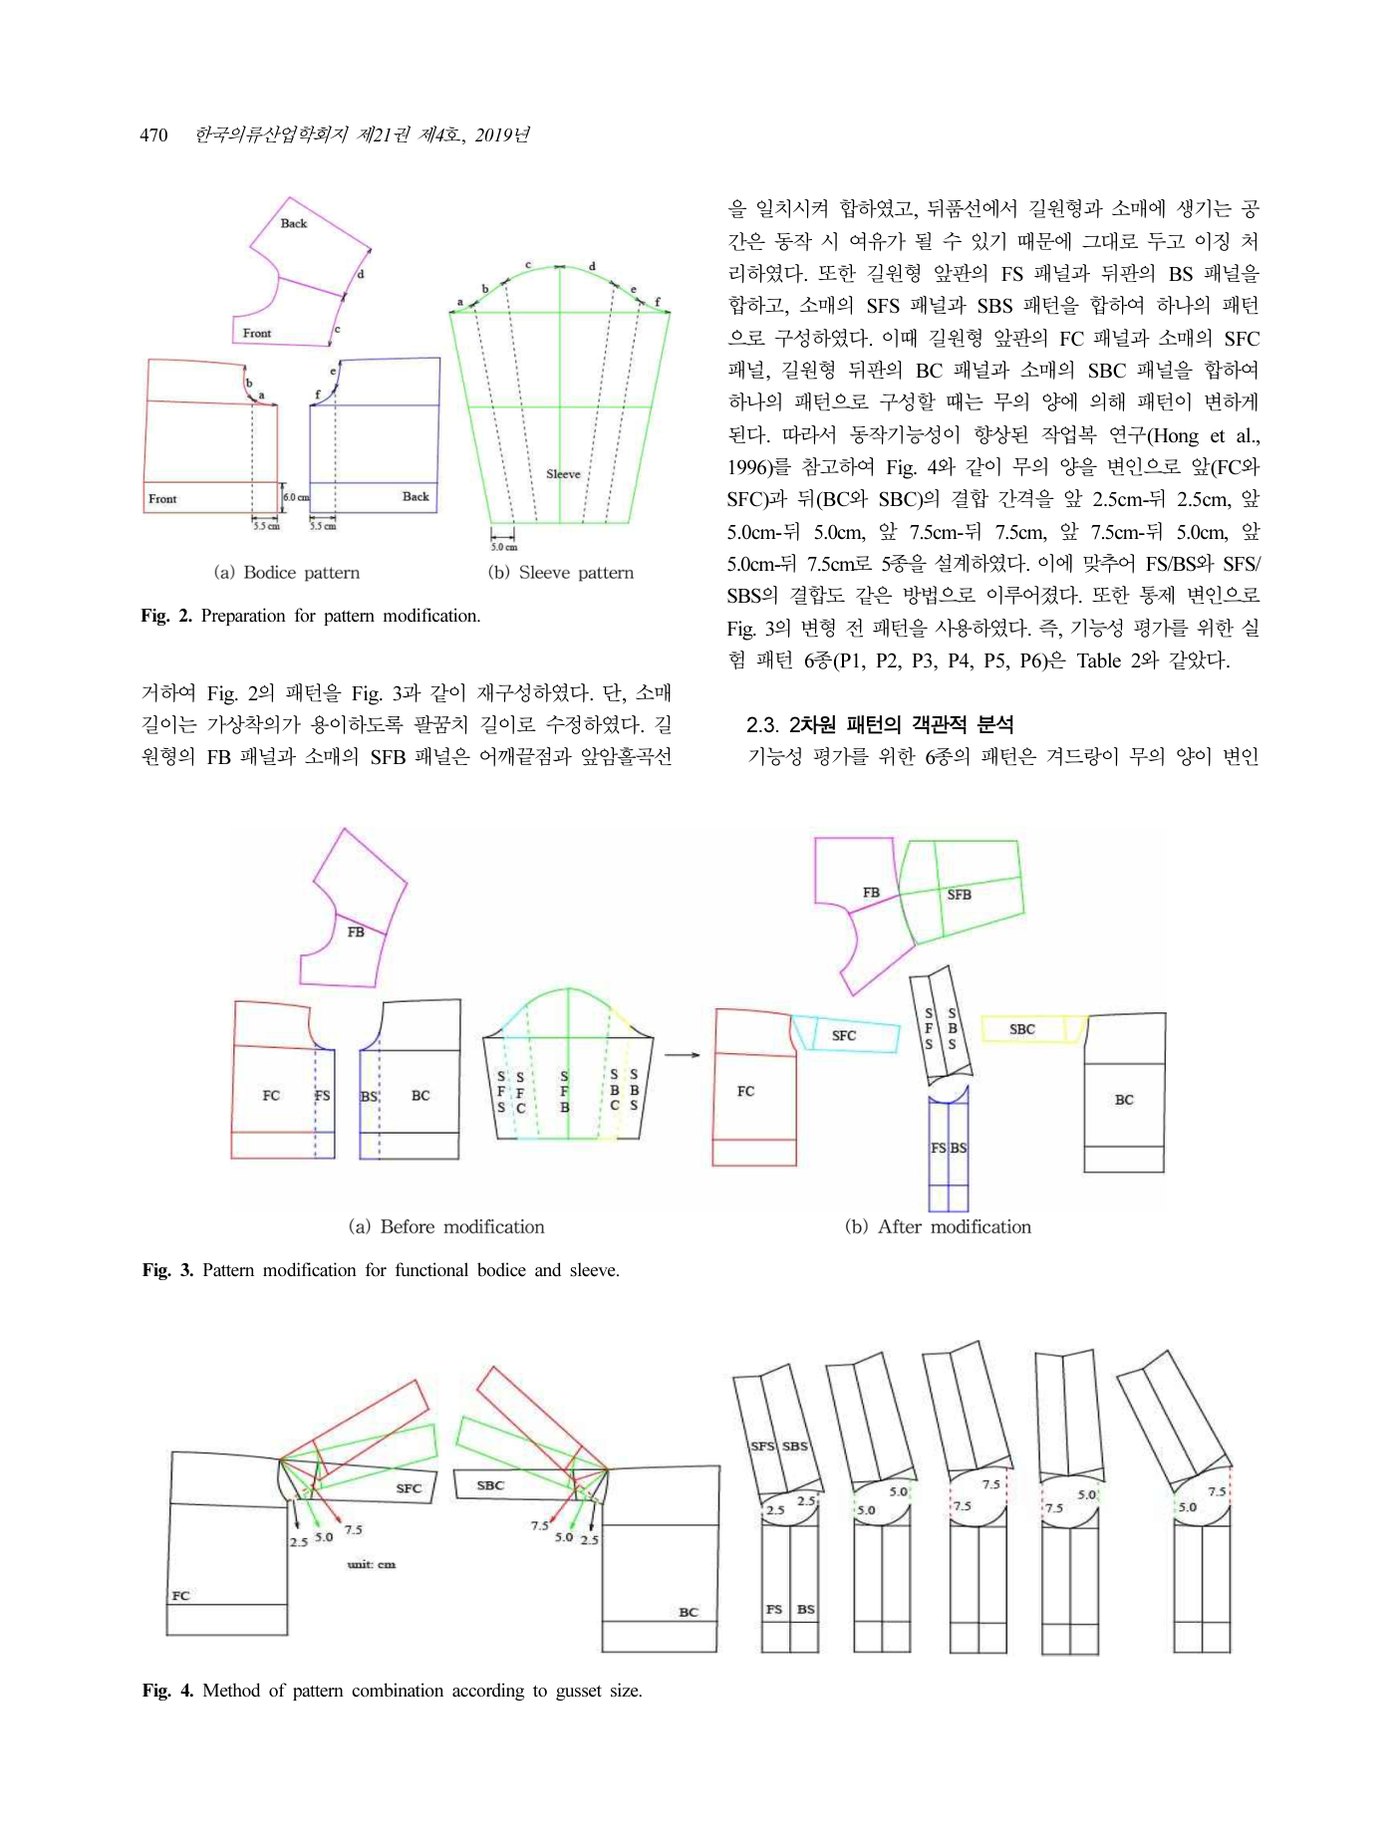 470 한국의류산업학회지 제21권 제4호, 2019년
Back
d
c
Front
b
a
e
f
Front
6.0 cm
Back
5.5 cm
5.5 cm
a
b
c
d
e
f
Sleeve
5.0 cm
(a) Bodice pattern
(b) Sleeve pattern
Fig. 2. Preparation for pattern modification.
거하여 Fig. 2의 패턴을 Fig. 3과 같이 재구성하였다. 단, 소매
길이는 가상착의가 용이하도록 팔꿈치 길이로 수정하였다. 길
원형의 FB 패널과 소매의 SFB 패널은 어깨끝점과 앞암홀곡선
을 일치시켜 합하였고, 뒤품선에서 길원형과 소매에 생기는 공
간은 동작 시 여유가 될 수 있기 때문에 그대로 두고 이징 처
리하였다. 또한 길원형 앞판의 FS 패널과 뒤판의 BS 패널을
합하고, 소매의 SFS 패널과 SBS 패턴을 합하여 하나의 패턴
으로 구성하였다. 이때 길원형 앞판의 FC 패널과 소매의 SFC
패널, 길원형 뒤판의 BC 패널과 소매의 SBC 패널을 합하여
하나의 패턴으로 구성할 때는 무의 양에 의해 패턴이 변하게
된다. 따라서 동작기능성이 향상된 작업복 연구(Hong et al.,
1996)를 참고하여 Fig. 4와 같이 무의 양을 변인으로 앞(FC와
SFC)과 뒤(BC와 SBC)의 결합 간격을 앞 2.5cm-뒤 2.5cm, 앞
5.0cm-뒤 5.0cm, 앞 7.5cm-뒤 7.5cm, 앞 7.5cm-뒤 5.0cm, 앞
5.0cm-뒤 7.5cm로 5종을 설계하였다. 이에 맞추어 FS/BS와 SFS/
SBS의 결합도 같은 방법으로 이루어졌다. 또한 통제 변인으로
Fig. 3의 변형 전 패턴을 사용하였다. 즉, 기능성 평가를 위한 실
험 패턴 6종(P1, P2, P3, P4, P5, P6)은 Table 2와 같았다.
2.3. 2차원 패턴의 객관적 분석
기능성 평가를 위한 6종의 패턴은 겨드랑이 무의 양이 변인
FB
FC
FS
BS
BC
SFS
SFC
SFB
SBC
SBS
FB
SFB
SFC
SFS
SBS
SBC
FC
FS BS
BC
(a) Before modification
(b) After modification
Fig. 3. Pattern modification for functional bodice and sleeve.
SFC
2.5
5.0
7.5
unit: cm
FC
SBC
7.5
5.0
2.5
BC
SFS SBS
2.5
2.5
FS BS
5.0
5.0
7.5
7.5
5.0
7.5
7.5
5.0
Fig. 4. Method of pattern combination according to gusset size.